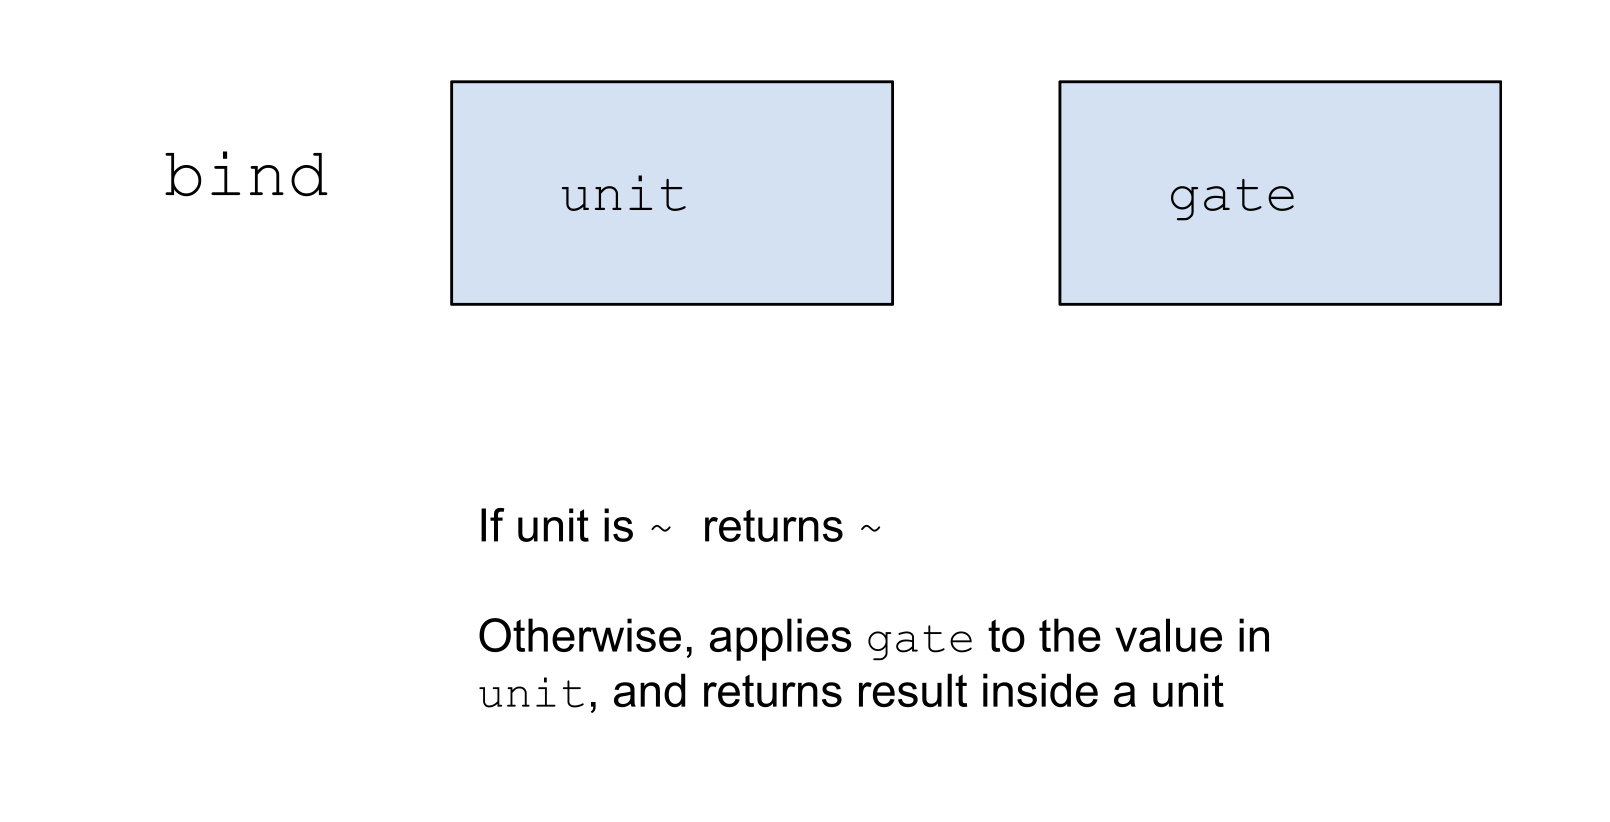 bind
unit
gate
If unit is ~ returns ~
Otherwise, applies gate to the value in
unit, and returns result inside a unit